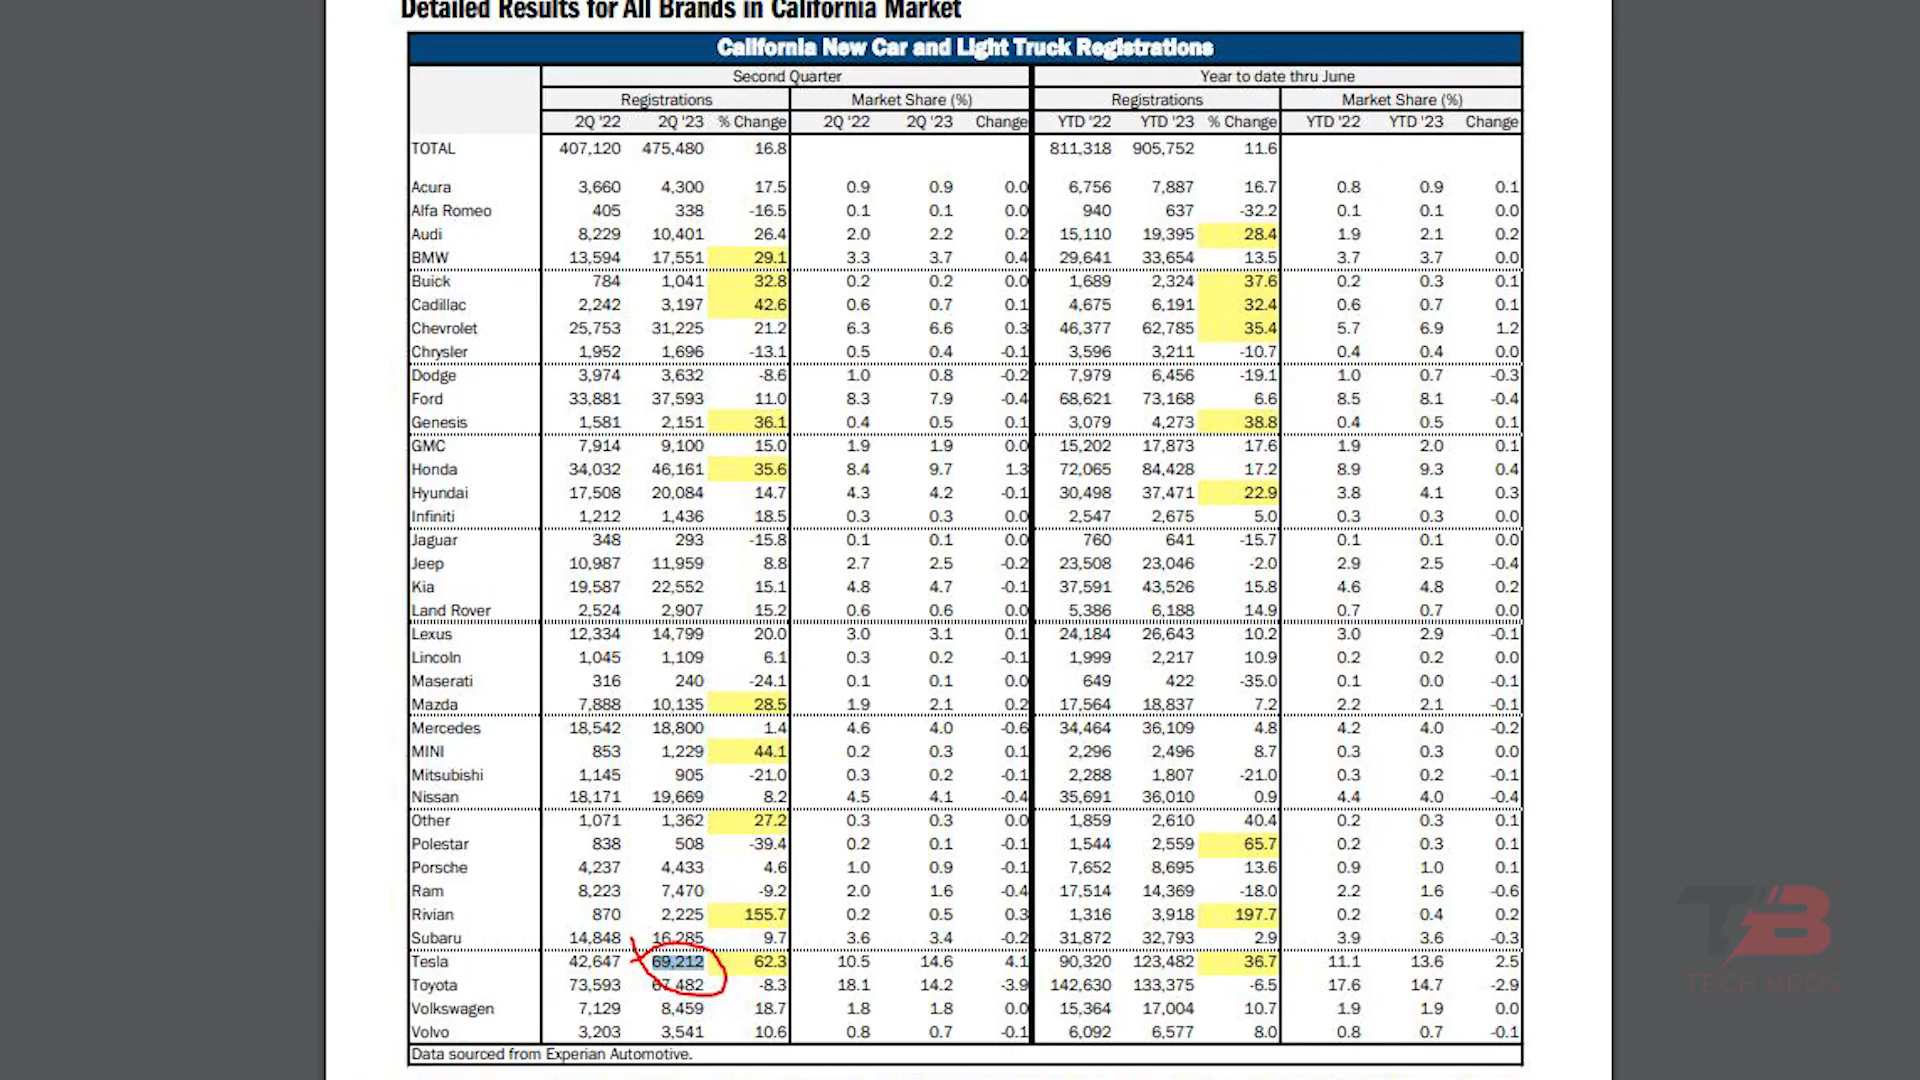 Detailed Results for All Brands in California Market
California New Car and Light Truck Registrations
Second Quarter Year to date thru June
Registrations Market Share (%) Registrations Market Share (%)
2Q '22 2Q '23 % Change 2Q '22 2Q '23 Change YTD '22 YTD '23 % Change YTD '22 YTD '23 Change
TOTAL 407,120 475,480 16.8 811,318 905,752 11.6
Acura 3,660 4,300 17.5 0.9 0.9 0.0 6,756 7,887 16.7 0.8 0.9 0.1
Alfa Romeo 405 338 -16.5 0.1 0.1 0.0 940 637 -32.2 0.1 0.1 0.0
Audi 8,229 10,401 26.4 2.0 2.2 0.2 15,110 19,395 28.4 1.9 2.1 0.2
BMW 13,594 17,551 29.1 3.3 3.7 0.4 29,641 33,654 13.5 3.7 3.7 0.0
Buick 784 1,041 32.8 0.2 0.2 0.0 1,689 2,324 37.6 0.2 0.3 0.1
Cadillac 2,242 3,197 42.6 0.6 0.7 0.1 4,675 6,191 32.4 0.6 0.7 0.1
Chevrolet 25,753 31,225 21.2 6.3 6.6 0.3 46,377 62,785 35.4 5.7 6.9 1.2
Chrysler 1,952 1,696 -13.1 0.5 0.4 -0.1 3,596 3,211 -10.7 0.4 0.4 0.0
Dodge 3,974 3,632 -8.6 1.0 0.8 -0.2 7,979 6,456 -19.1 1.0 0.7 -0.3
Ford 33,881 37,593 11.0 8.3 7.9 -0.4 68,621 73,168 6.6 8.5 8.1 -0.4
Genesis 1,581 2,151 36.1 0.4 0.5 0.1 3,079 4,273 38.8 0.4 0.5 0.1
GMC 7,914 9,100 15.0 1.9 1.9 0.0 15,202 17,873 17.6 1.9 2.0 0.1
Honda 34,032 46,161 35.6 8.4 9.7 1.3 72,065 84,428 17.2 8.9 9.3 0.4
Hyundai 17,508 20,084 14.7 4.3 4.2 -0.1 30,498 37,471 22.9 3.8 4.1 0.3
Infiniti 1,212 1,436 18.5 0.3 0.3 0.0 2,547 2,675 5.0 0.3 0.3 0.0
Jaguar 348 293 -15.8 0.1 0.1 0.0 760 641 -15.7 0.1 0.1 0.0
Jeep 10,987 11,959 8.8 2.7 2.5 -0.2 23,508 23,046 -2.0 2.9 2.5 -0.4
Kia 19,587 22,552 15.1 4.8 4.7 -0.1 37,591 43,526 15.8 4.6 4.8 0.2
Land Rover 2,524 2,907 15.2 0.6 0.6 0.0 5,386 6,188 14.9 0.7 0.7 0.0
Lexus 12,334 14,799 20.0 3.0 3.1 0.1 24,184 26,643 10.2 3.0 2.9 -0.1
Lincoln 1,045 1,109 6.1 0.3 0.2 -0.1 1,999 2,217 10.9 0.2 0.2 0.0
Maserati 316 240 -24.1 0.1 0.1 0.0 649 422 -35.0 0.1 0.0 -0.1
Mazda 7,888 10,135 28.5 1.9 2.1 0.2 17,564 18,837 7.2 2.2 2.1 -0.1
Mercedes 18,542 18,800 1.4 4.6 4.0 -0.6 34,464 36,109 4.8 4.2 4.0 -0.2
MINI 853 1,229 44.1 0.2 0.3 0.1 2,296 2,496 8.7 0.3 0.3 0.0
Mitsubishi 1,145 905 -21.0 0.3 0.2 -0.1 2,288 1,807 -21.0 0.3 0.2 -0.1
Nissan 18,171 19,669 8.2 4.5 4.1 -0.4 35,691 36,010 0.9 4.4 4.0 -0.4
Other 1,071 1,362 27.2 0.3 0.3 0.0 1,859 2,610 40.4 0.2 0.3 0.1
Polestar 838 508 -39.4 0.2 0.1 -0.1 1,544 2,559 65.7 0.2 0.3 0.1
Porsche 4,237 4,433 4.6 1.0 0.9 -0.1 7,652 8,695 13.6 0.9 1.0 0.1
Ram 8,223 7,470 -9.2 2.0 1.6 -0.4 17,514 14,369 -18.0 2.2 1.6 -0.6
Rivian 870 2,225 155.7 0.2 0.5 0.3 1,316 3,918 197.7 0.2 0.4 0.2
Subaru 14,848 16,285 9.7 3.6 3.4 -0.2 31,872 32,793 2.9 3.9 3.6 -0.3
Tesla 42,647 69,212 62.3 10.5 14.6 4.1 90,320 123,482 36.7 11.1 13.6 2.5
Toyota 73,593 67,482 -8.3 18.1 14.2 -3.9 142,630 133,375 -6.5 17.6 14.7 -2.9
Volkswagen 7,129 8,459 18.7 1.8 1.8 0.0 15,364 17,004 10.7 1.9 1.9 0.0
Volvo 3,203 3,541 10.6 0.8 0.7 -0.1 6,092 6,577 8.0 0.8 0.7 -0.1
Data sourced from Experian Automotive.
TB
TECH BROS